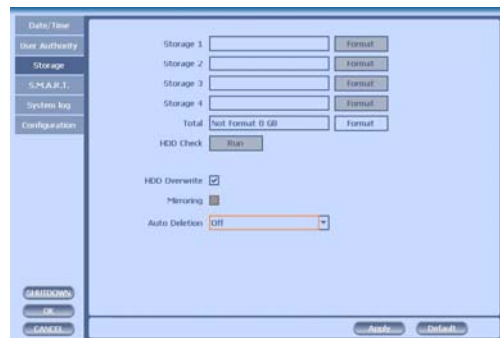 Date/Time
User Authority
Storage
S.M.A.R.T.
System log
Configuration
Storage 1 Format
Storage 2 Format
Storage 3 Format
Storage 4 Format
Total Not Format 0 GB Format
HDD Check Run
HDD Overwrite
Mirroring
Auto Deletion Off
SHUTDOWN
OK
CANCEL
Apply Default